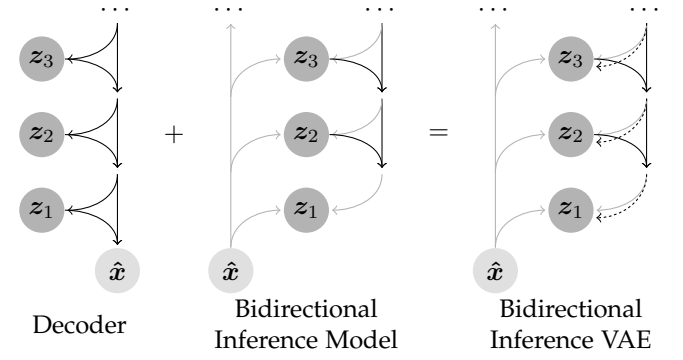 ... ... ... ...  ...
z₃ z₃ z₃
z₂ + z₂ = z₂
z₁ z₁ z₁
x̂ x̂ x̂
Decoder Bidirectional Inference Model Bidirectional Inference VAE